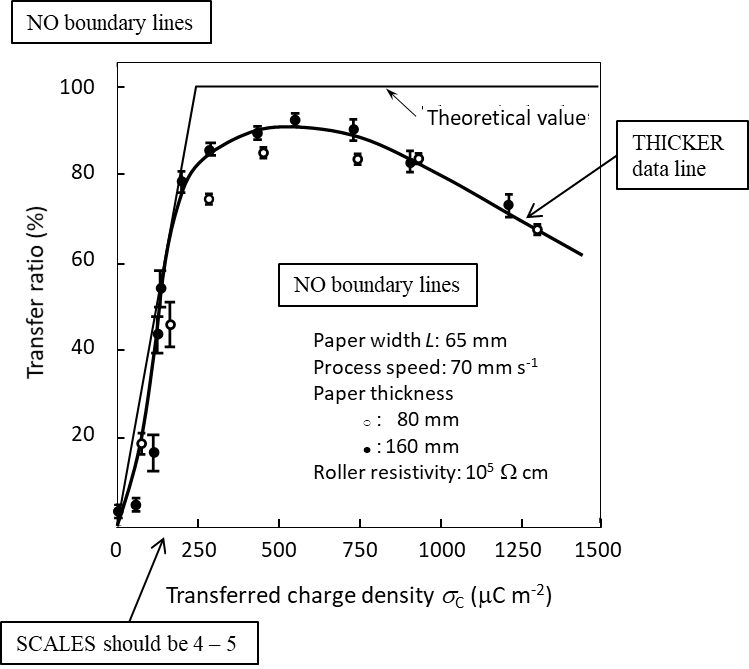 NO boundary lines
100
80
60
40
20
Transfer ratio (%)
Theoretical value
THICKER
data line
NO boundary lines
Paper width L: 65 mm
Process speed: 70 mm s⁻¹
Paper thickness
○ : 80 mm
● : 160 mm
Roller resistivity: 10⁵ Ω cm
0 250 500 750 1000 1250 1500
Transferred charge density σC (μC m⁻²)
SCALES should be 4 – 5